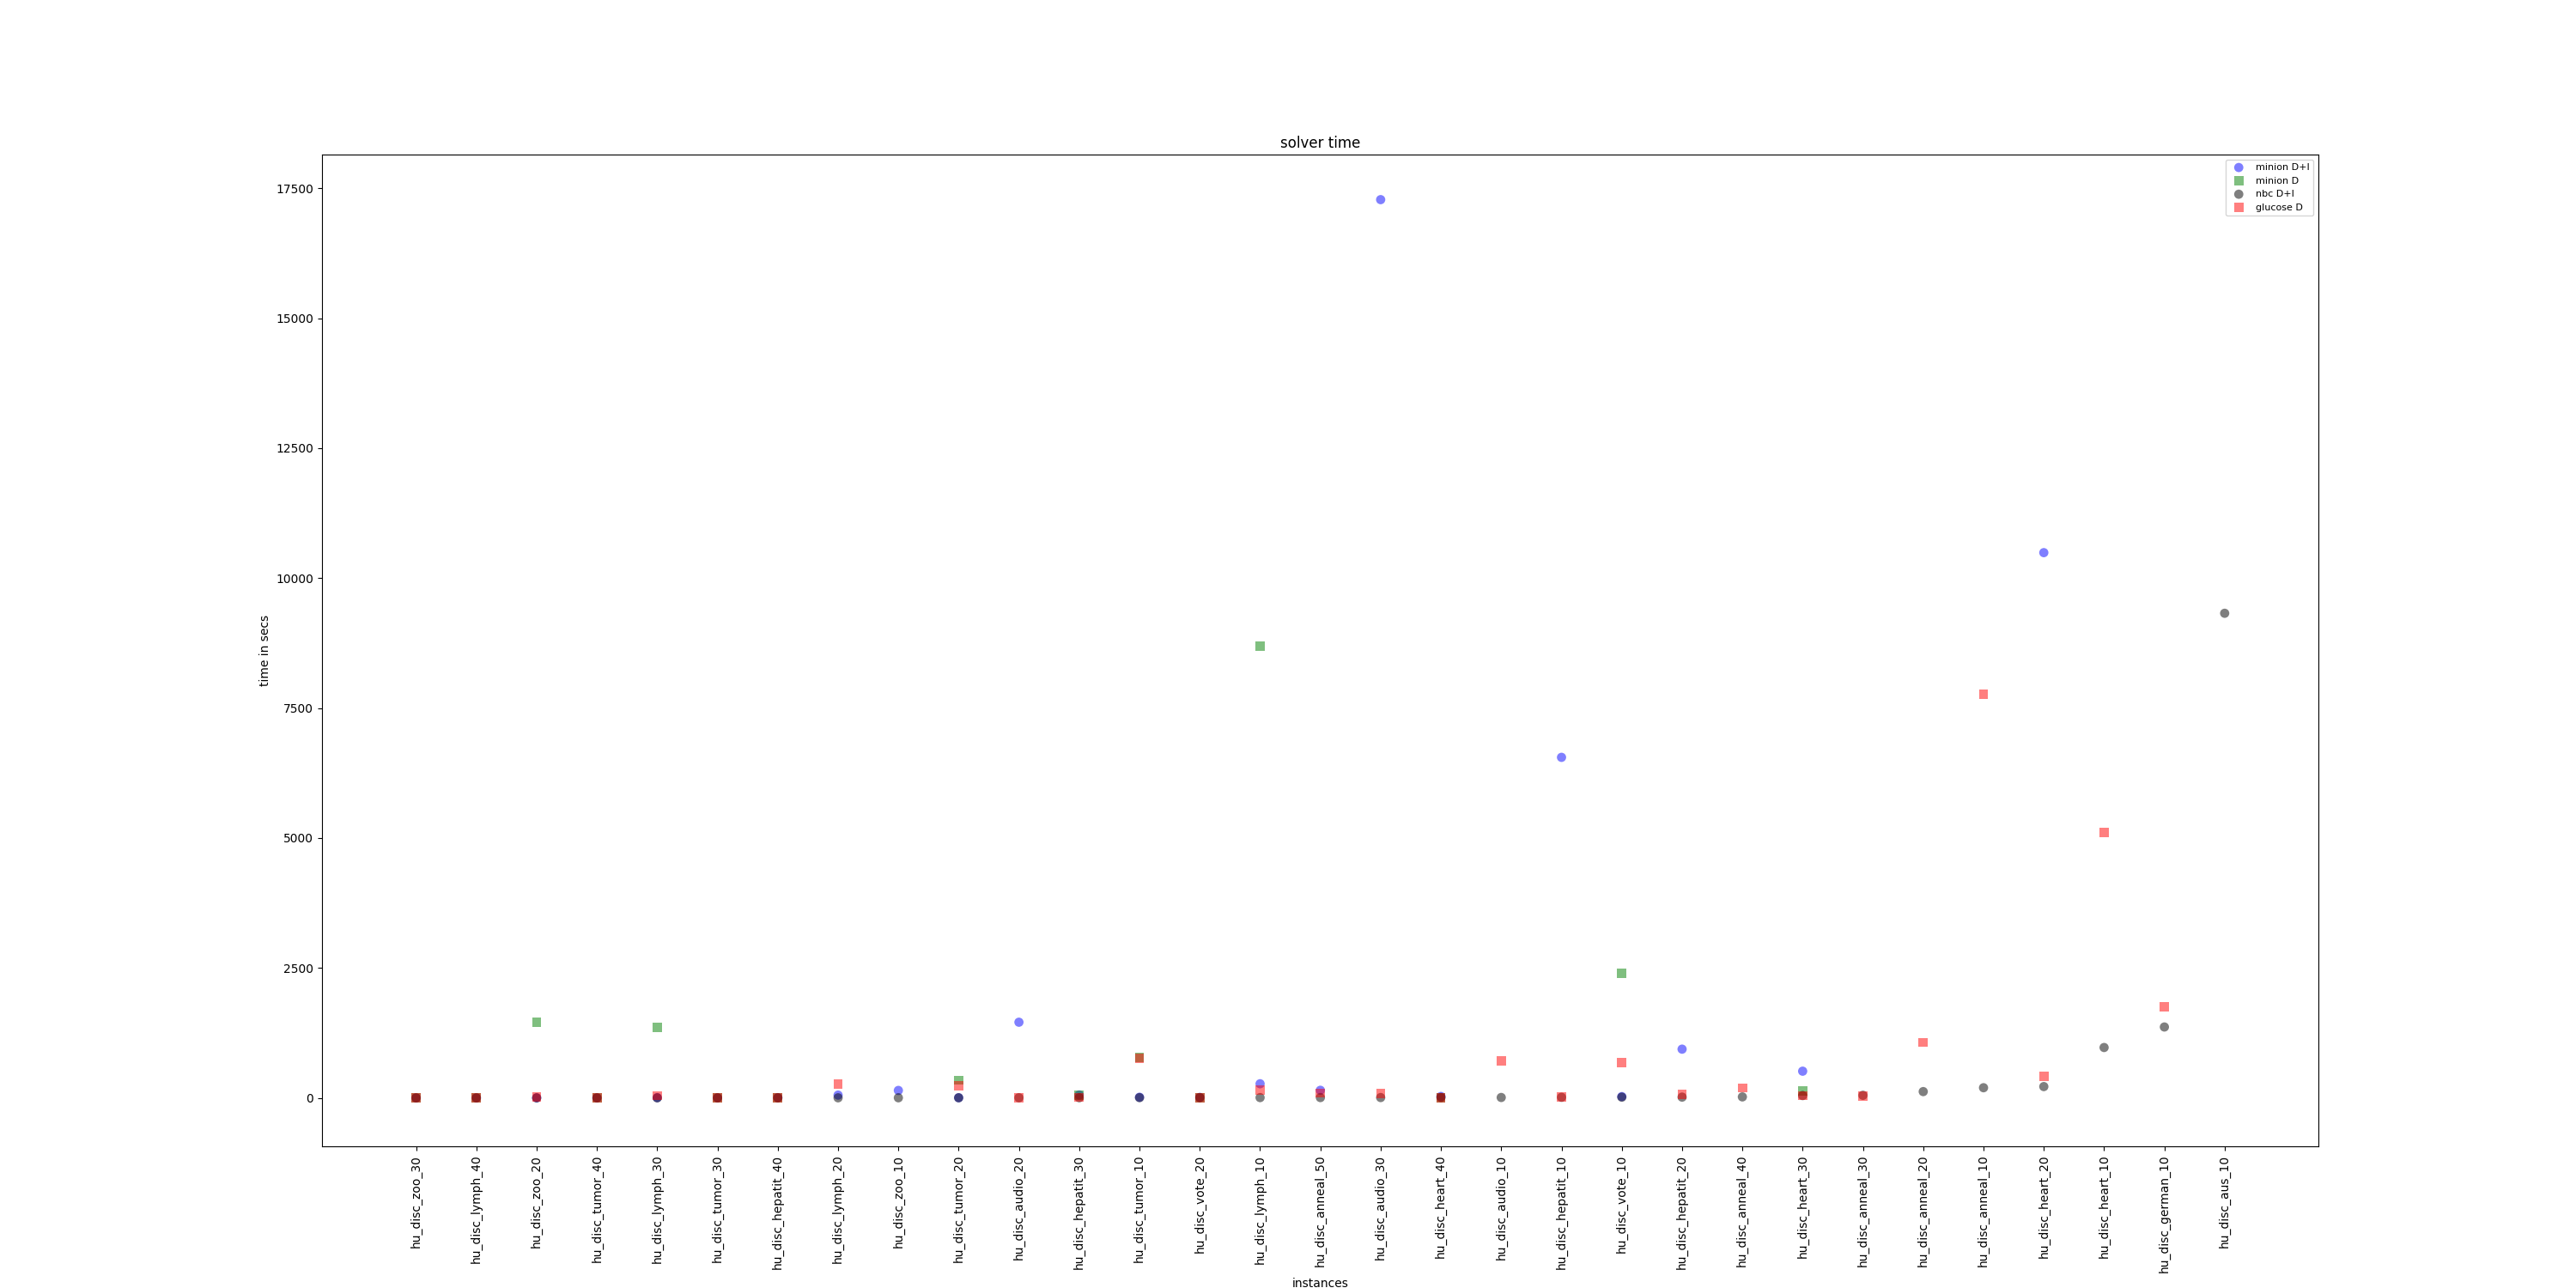 solver time
minion D+I
minion D
nbc D+I
glucose D
17500
15000
12500
10000
7500
5000
2500
0
time in secs
hu_disc_zoo_30
hu_disc_lymph_40
hu_disc_zoo_20
hu_disc_tumor_40
hu_disc_lymph_30
hu_disc_tumor_30
hu_disc_hepatit_40
hu_disc_lymph_20
hu_disc_zoo_10
hu_disc_tumor_20
hu_disc_audio_20
hu_disc_hepatit_30
hu_disc_tumor_10
hu_disc_vote_20
hu_disc_lymph_10
hu_disc_anneal_50
hu_disc_audio_30
hu_disc_heart_40
hu_disc_audio_10
hu_disc_hepatit_10
hu_disc_vote_10
hu_disc_hepatit_20
hu_disc_anneal_40
hu_disc_heart_30
hu_disc_anneal_30
hu_disc_anneal_20
hu_disc_anneal_10
hu_disc_heart_20
hu_disc_heart_10
hu_disc_german_10
hu_disc_aus_10
instances